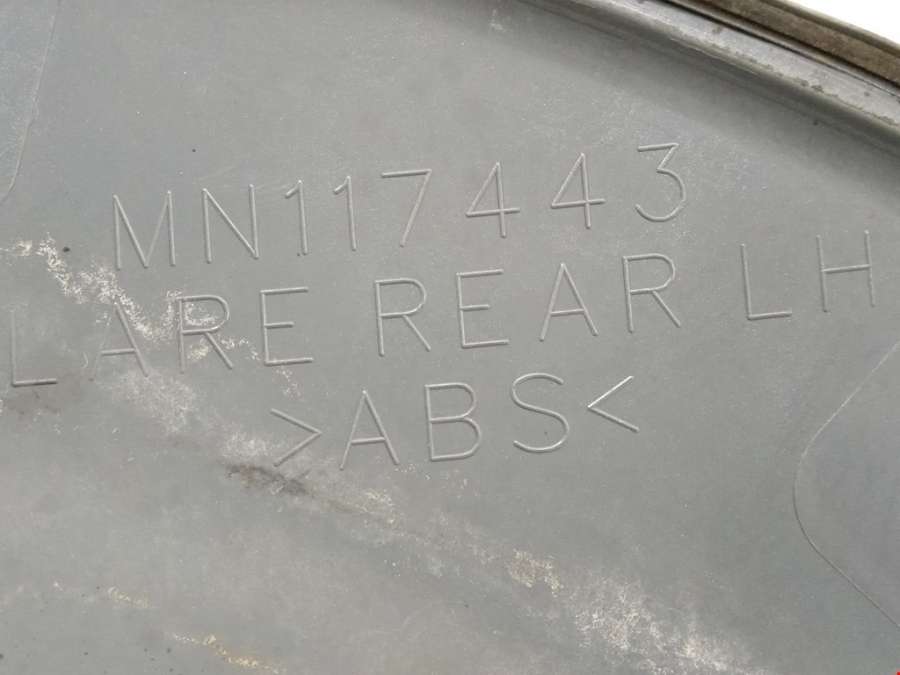 MN117443
LARE REAR LH
>ABS<